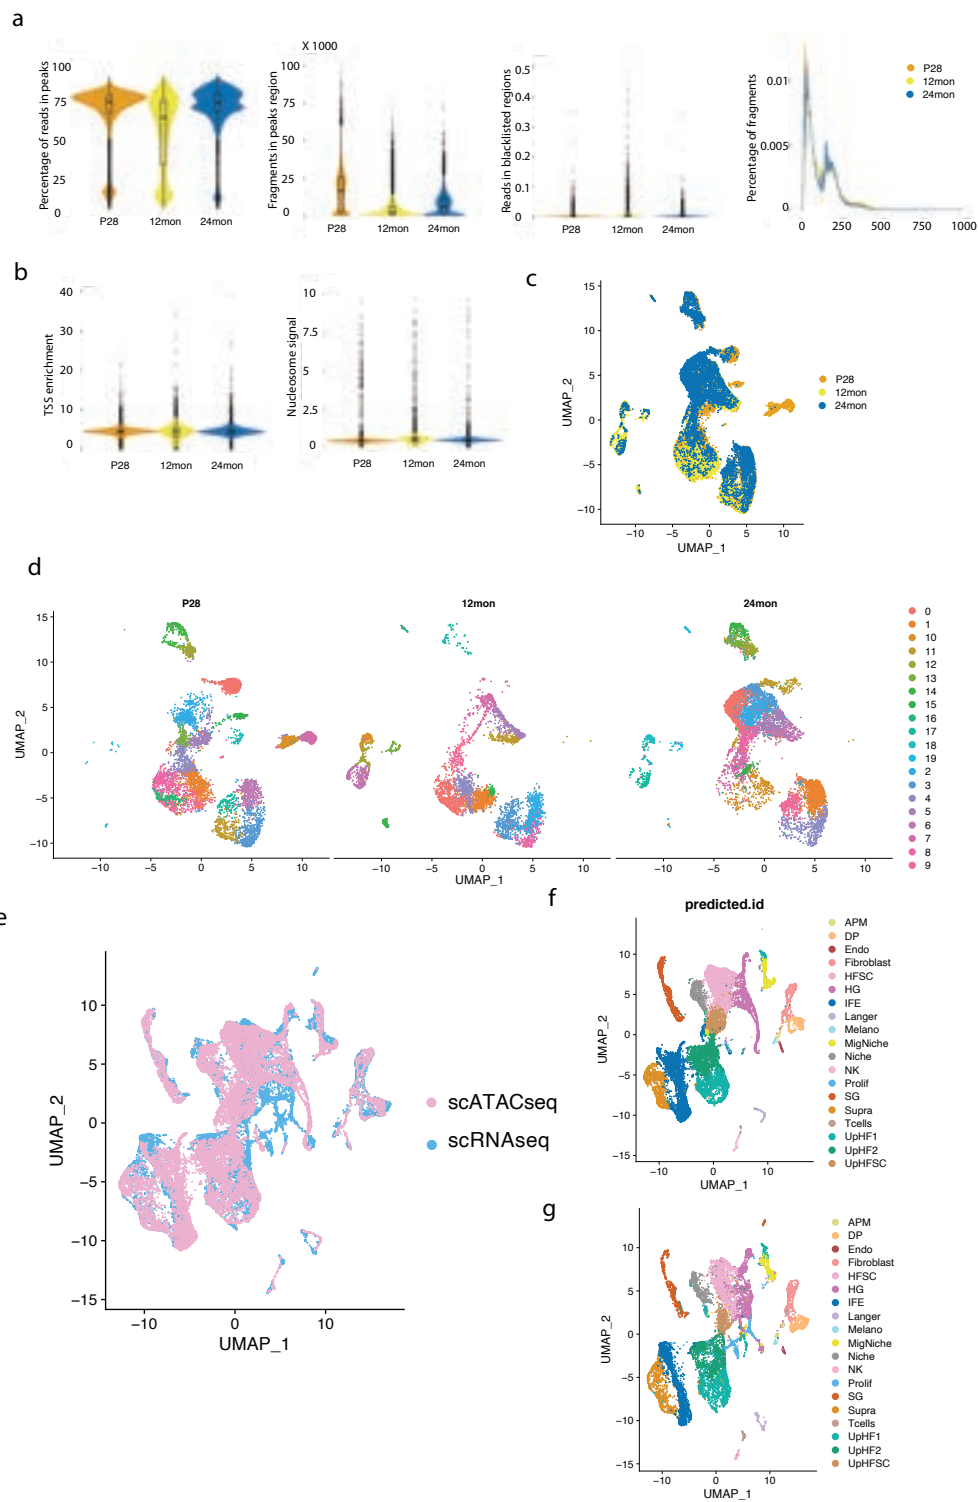 a
X 1000
Percentage of reads in peaks
100
75
50
25
0
P28 12mon 24mon
Fragments in peaks region
100
75
50
25
0
P28 12mon 24mon
Reads in blacklisted regions
0.5
0.4
0.3
0.2
0.1
0
P28 12mon 24mon
Percentage of fragments
0.01
0.005
0
0 250 500 750 1000
P28
12mon
24mon
b
TSS enrichment
40
30
20
10
0
P28 12mon 24mon
Nudeosome signal
10
7.5
5
2.5
0
P28 12mon 24mon
c
UMAP_2
15
10
5
0
−5
−10
−10 −5 0 5 10
UMAP_1
P28
12mon
24mon
d
P28 12mon 24mon
UMAP_2
15
10
5
0
−5
−10
−10 −5 0 5 10 −10 −5 0 5 10 −10 −5 0 5 10
UMAP_1
0
1
10
11
12
13
14
15
16
17
18
19
2
3
4
5
6
7
8
9
e
UMAP_2
10
5
0
−5
−10
−15
−10 0 10
UMAP_1
scATACseq
scRNAseq
f
predicted.id
UMAP_2
10
5
0
−5
−10
−15
−10 0 10
UMAP_1
APM
DP
Endo
Fibroblast
HFSC
HG
IFE
Langer
Melano
MigNiche
Niche
NK
Prolif
SG
Supra
Tcells
UpHF1
UpHF2
UpHFSC
g
UMAP_2
10
5
0
−5
−10
−15
−10 0 10
UMAP_1
APM
DP
Endo
Fibroblast
HFSC
HG
IFE
Langer
Melano
MigNiche
Niche
NK
Prolif
SG
Supra
Tcells
UpHF1
UpHF2
UpHFSC